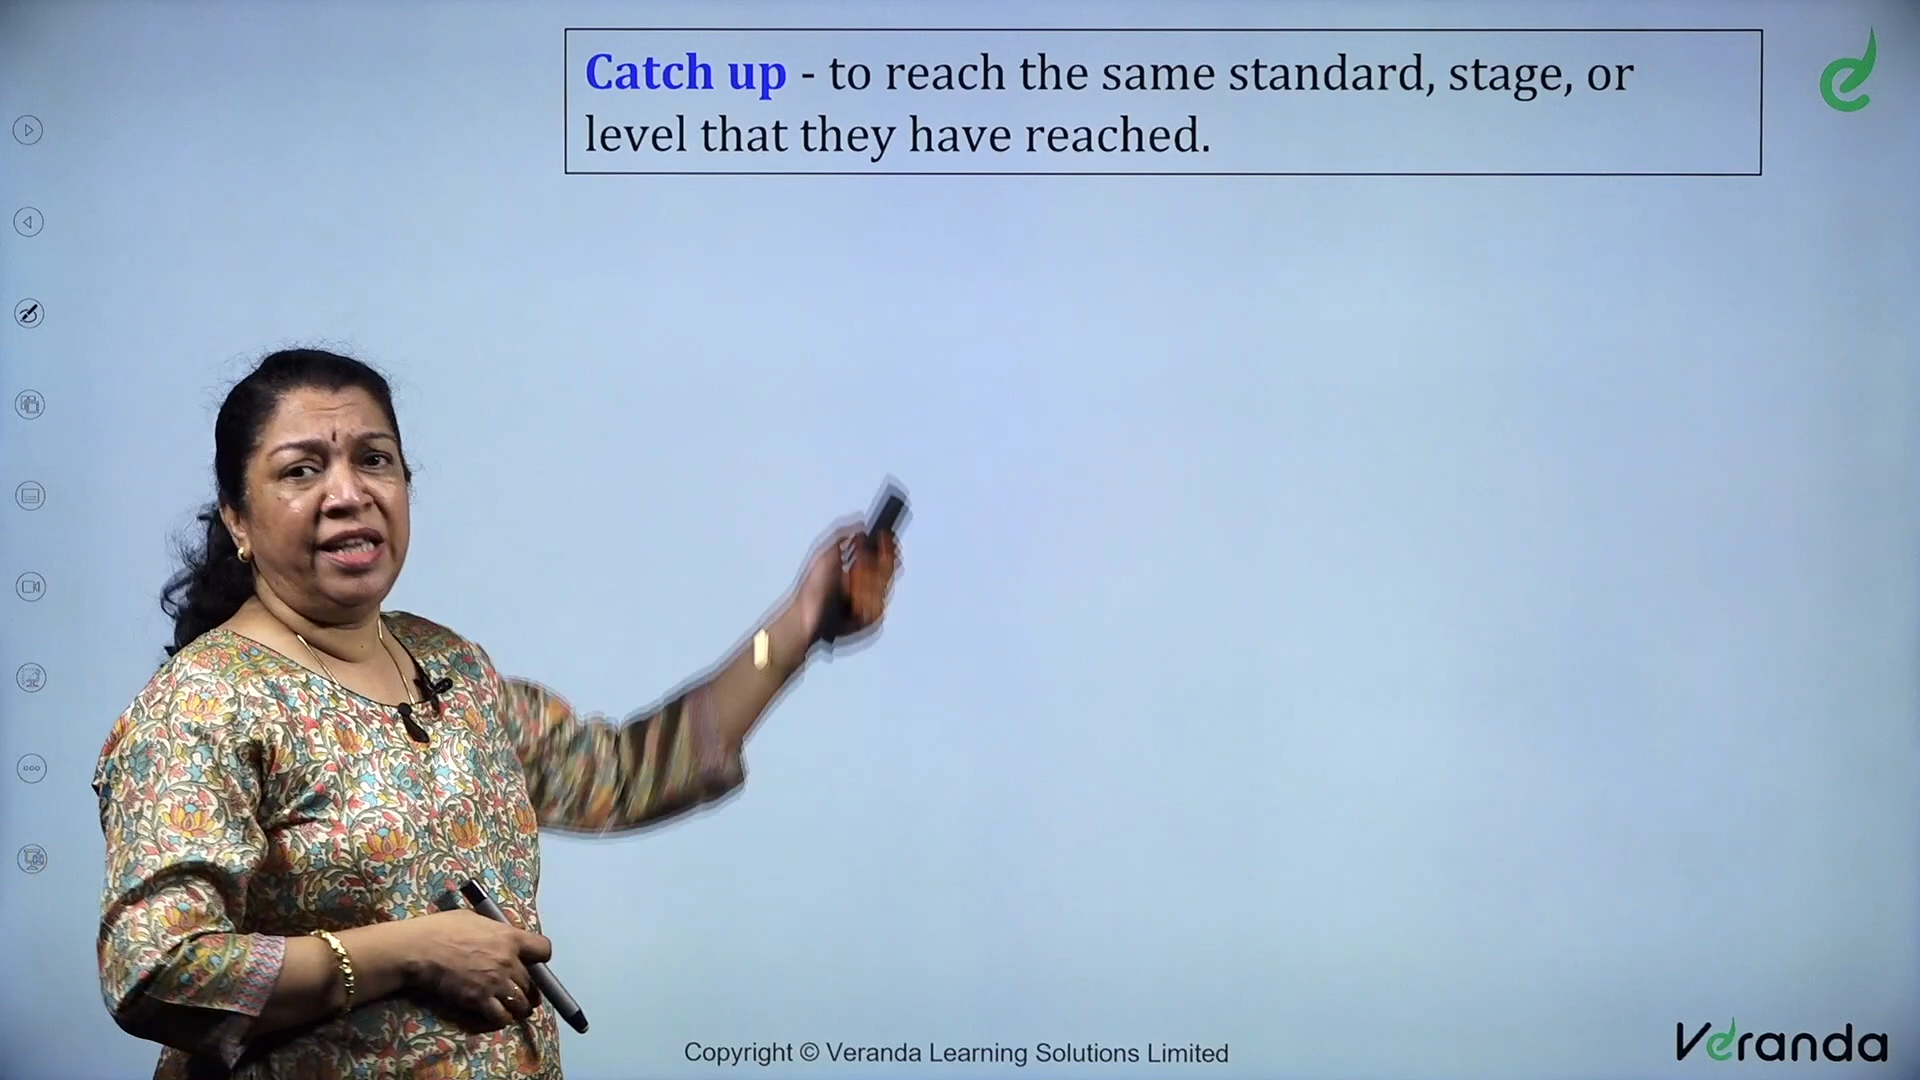 Catch up - to reach the same standard, stage, or
level that they have reached.
Copyright © Veranda Learning Solutions Limited
Veranda